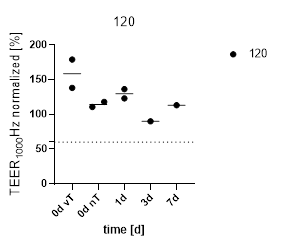 120
200
150
100
50
0
TEER1000Hz normalized [%]
0d vT
0d nT
1d
3d
7d
time [d]
120